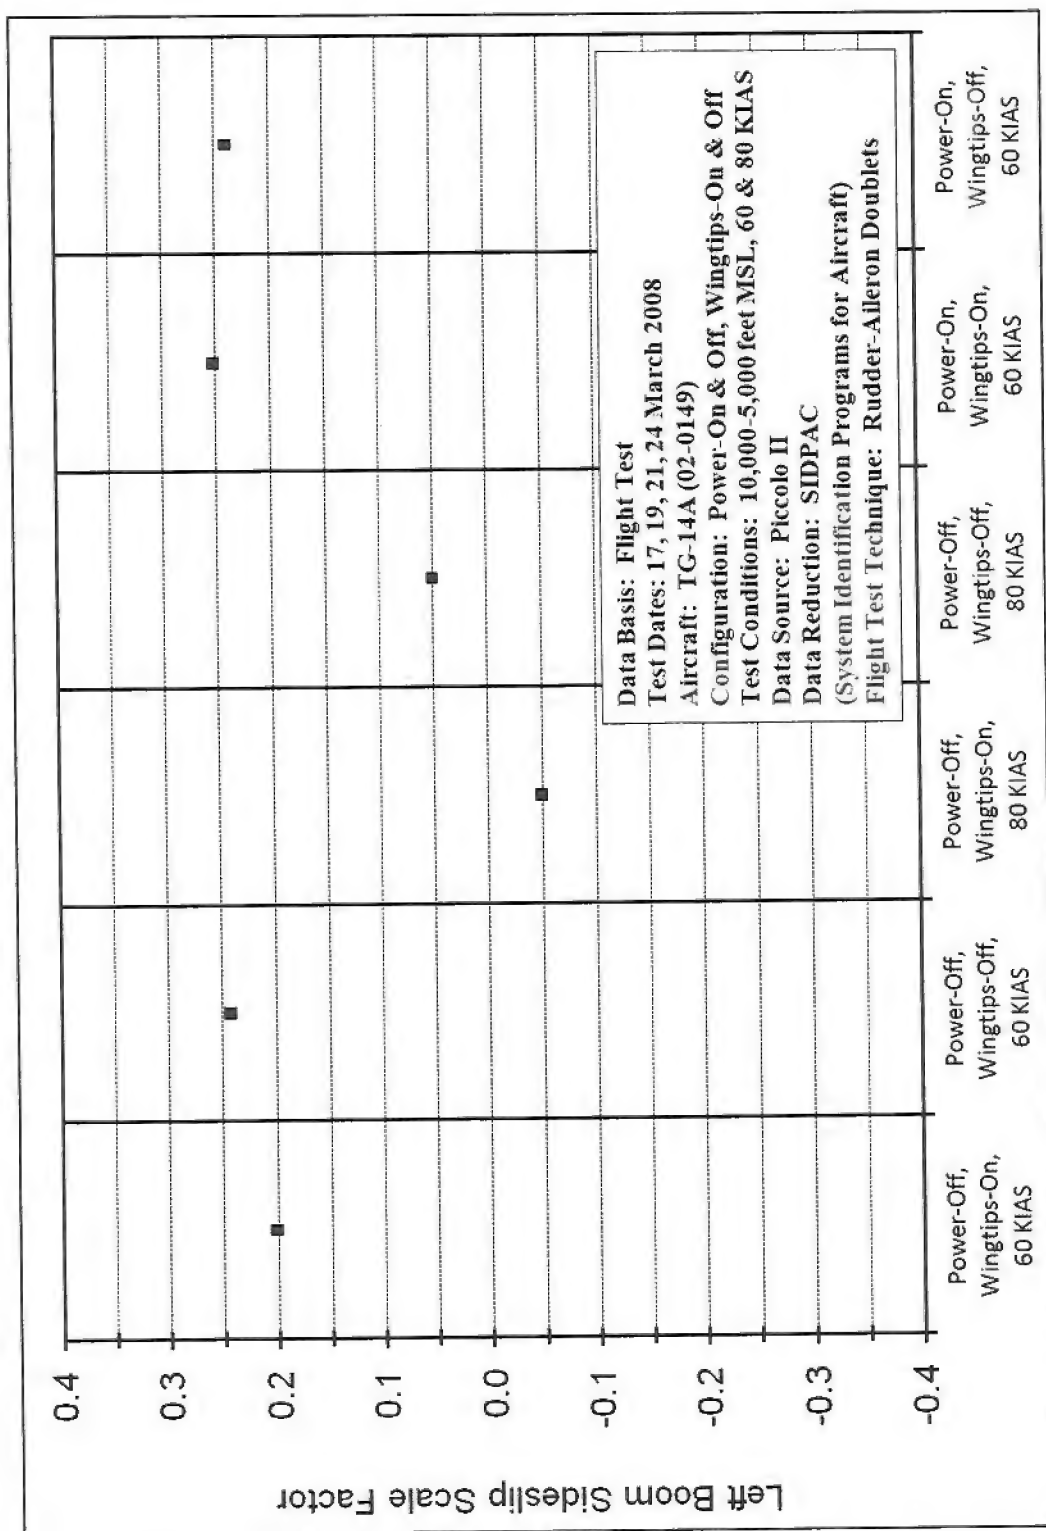 Left Boom Sideslip Scale Factor
0.4
0.3
0.2
0.1
0.0
-0.1
-0.2
-0.3
-0.4
Data Basis: Flight Test
Test Dates: 17, 19, 21, 24 March 2008
Aircraft: TG-14A (02-0149)
Configuration: Power-On & Off, Wingtips-On & Off
Test Conditions: 10,000-5,000 feet MSL, 60 & 80 KIAS
Data Source: Piccolo II
Data Reduction: SIDPAC
(System Identification Programs for Aircraft)
Flight Test Technique: Rudder-Aileron Doublets
Power-Off,
Wingtips-On,
60 KIAS
Power-Off,
Wingtips-Off,
60 KIAS
Power-Off,
Wingtips-On,
80 KIAS
Power-Off,
Wingtips-Off,
80 KIAS
Power-On,
Wingtips-On,
60 KIAS
Power-On,
Wingtips-Off,
60 KIAS